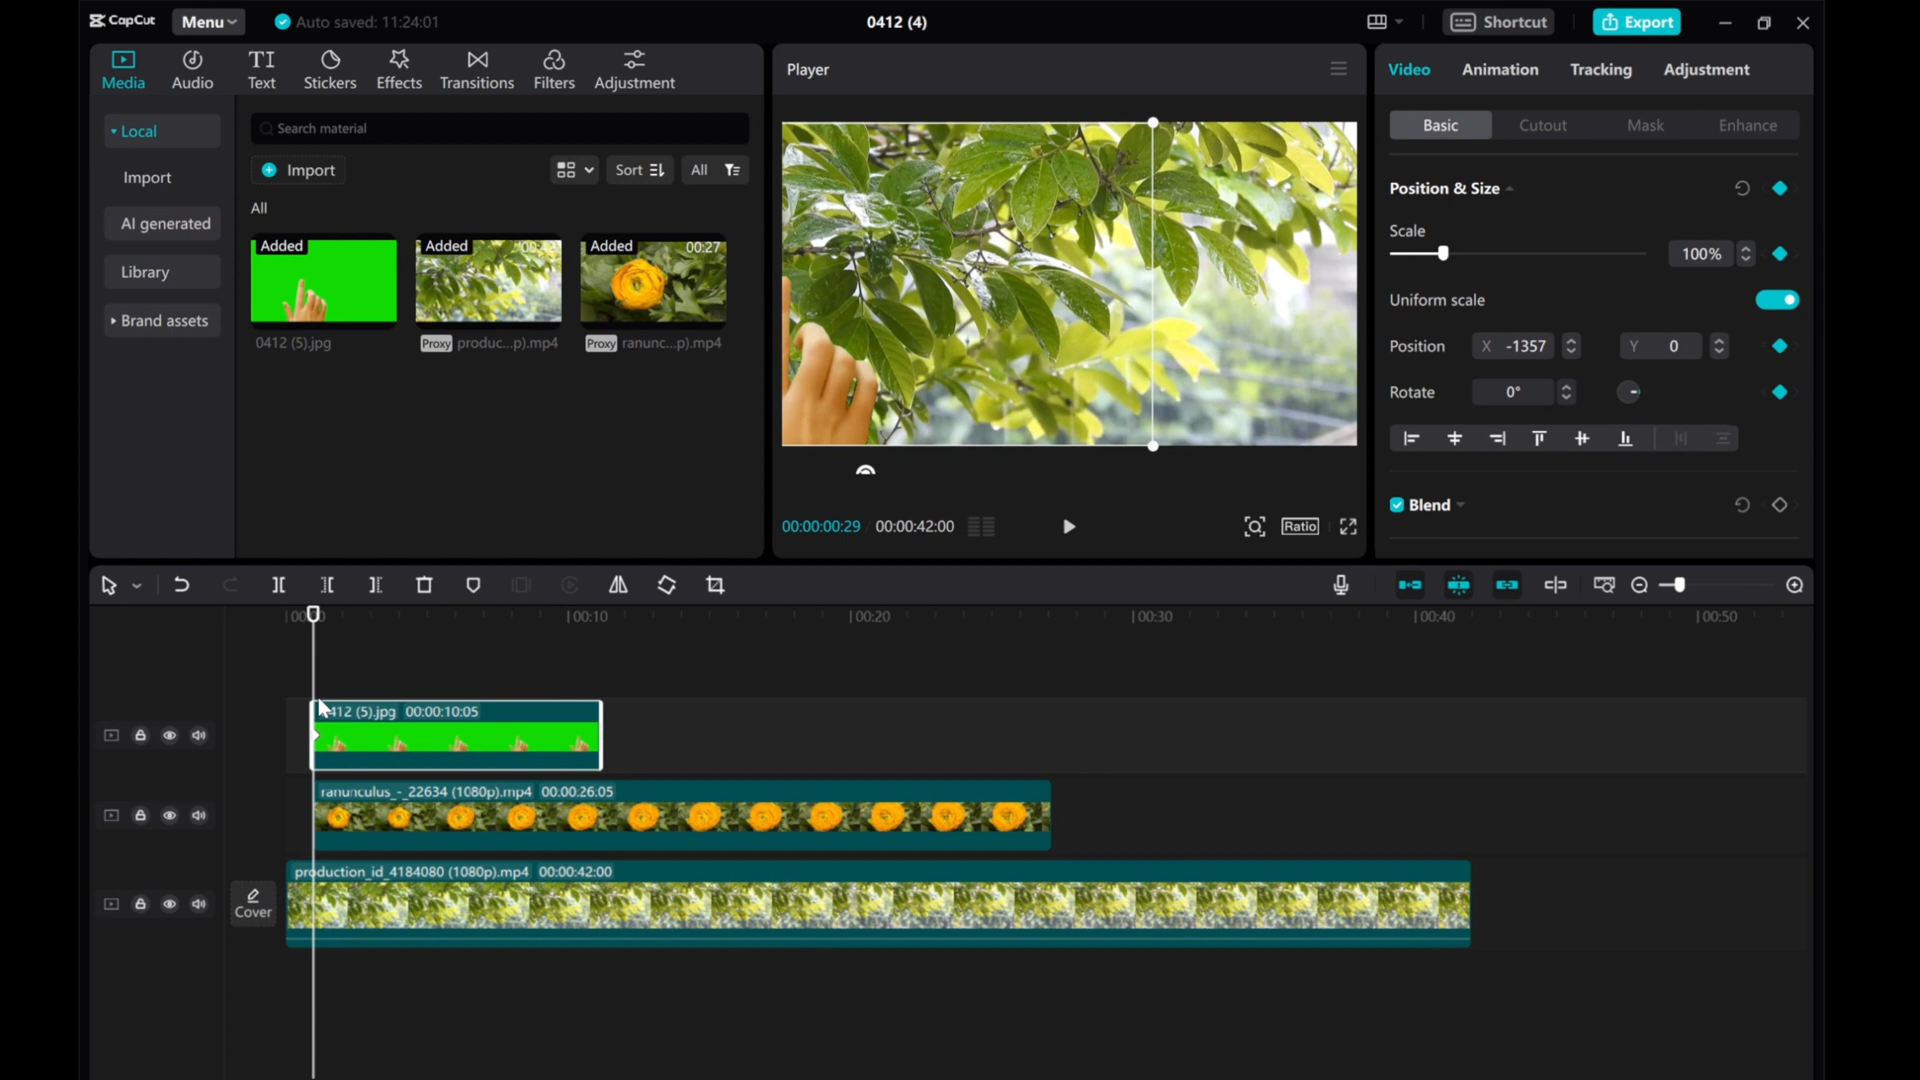 CapCut Menu Auto saved: 11:24:01 0412 (4) Shortcut Export
Media Audio Text Stickers Effects Transitions Filters Adjustment
Local
Import
AI generated
Library
Brand assets
Search material
Import Sort All
All
Added Added Added 00:27
0412 (5).jpg Proxy produc...p).mp4 Proxy ranunc...p).mp4
Player
00:00:00:29 00:00:42:00 Ratio
Video Animation Tracking Adjustment
Basic Cutout Mask Enhance
Position & Size
Scale
100%
Uniform scale
Position X -1357 Y 0
Rotate 0°
Blend
00:10 00:20 00:30 00:40 00:50
412 (5).jpg 00:00:10:05
ranunculus_-_22634 (1080p).mp4 00:00:26:05
Cover
production_id_4184080 (1080p).mp4 00:00:42:00